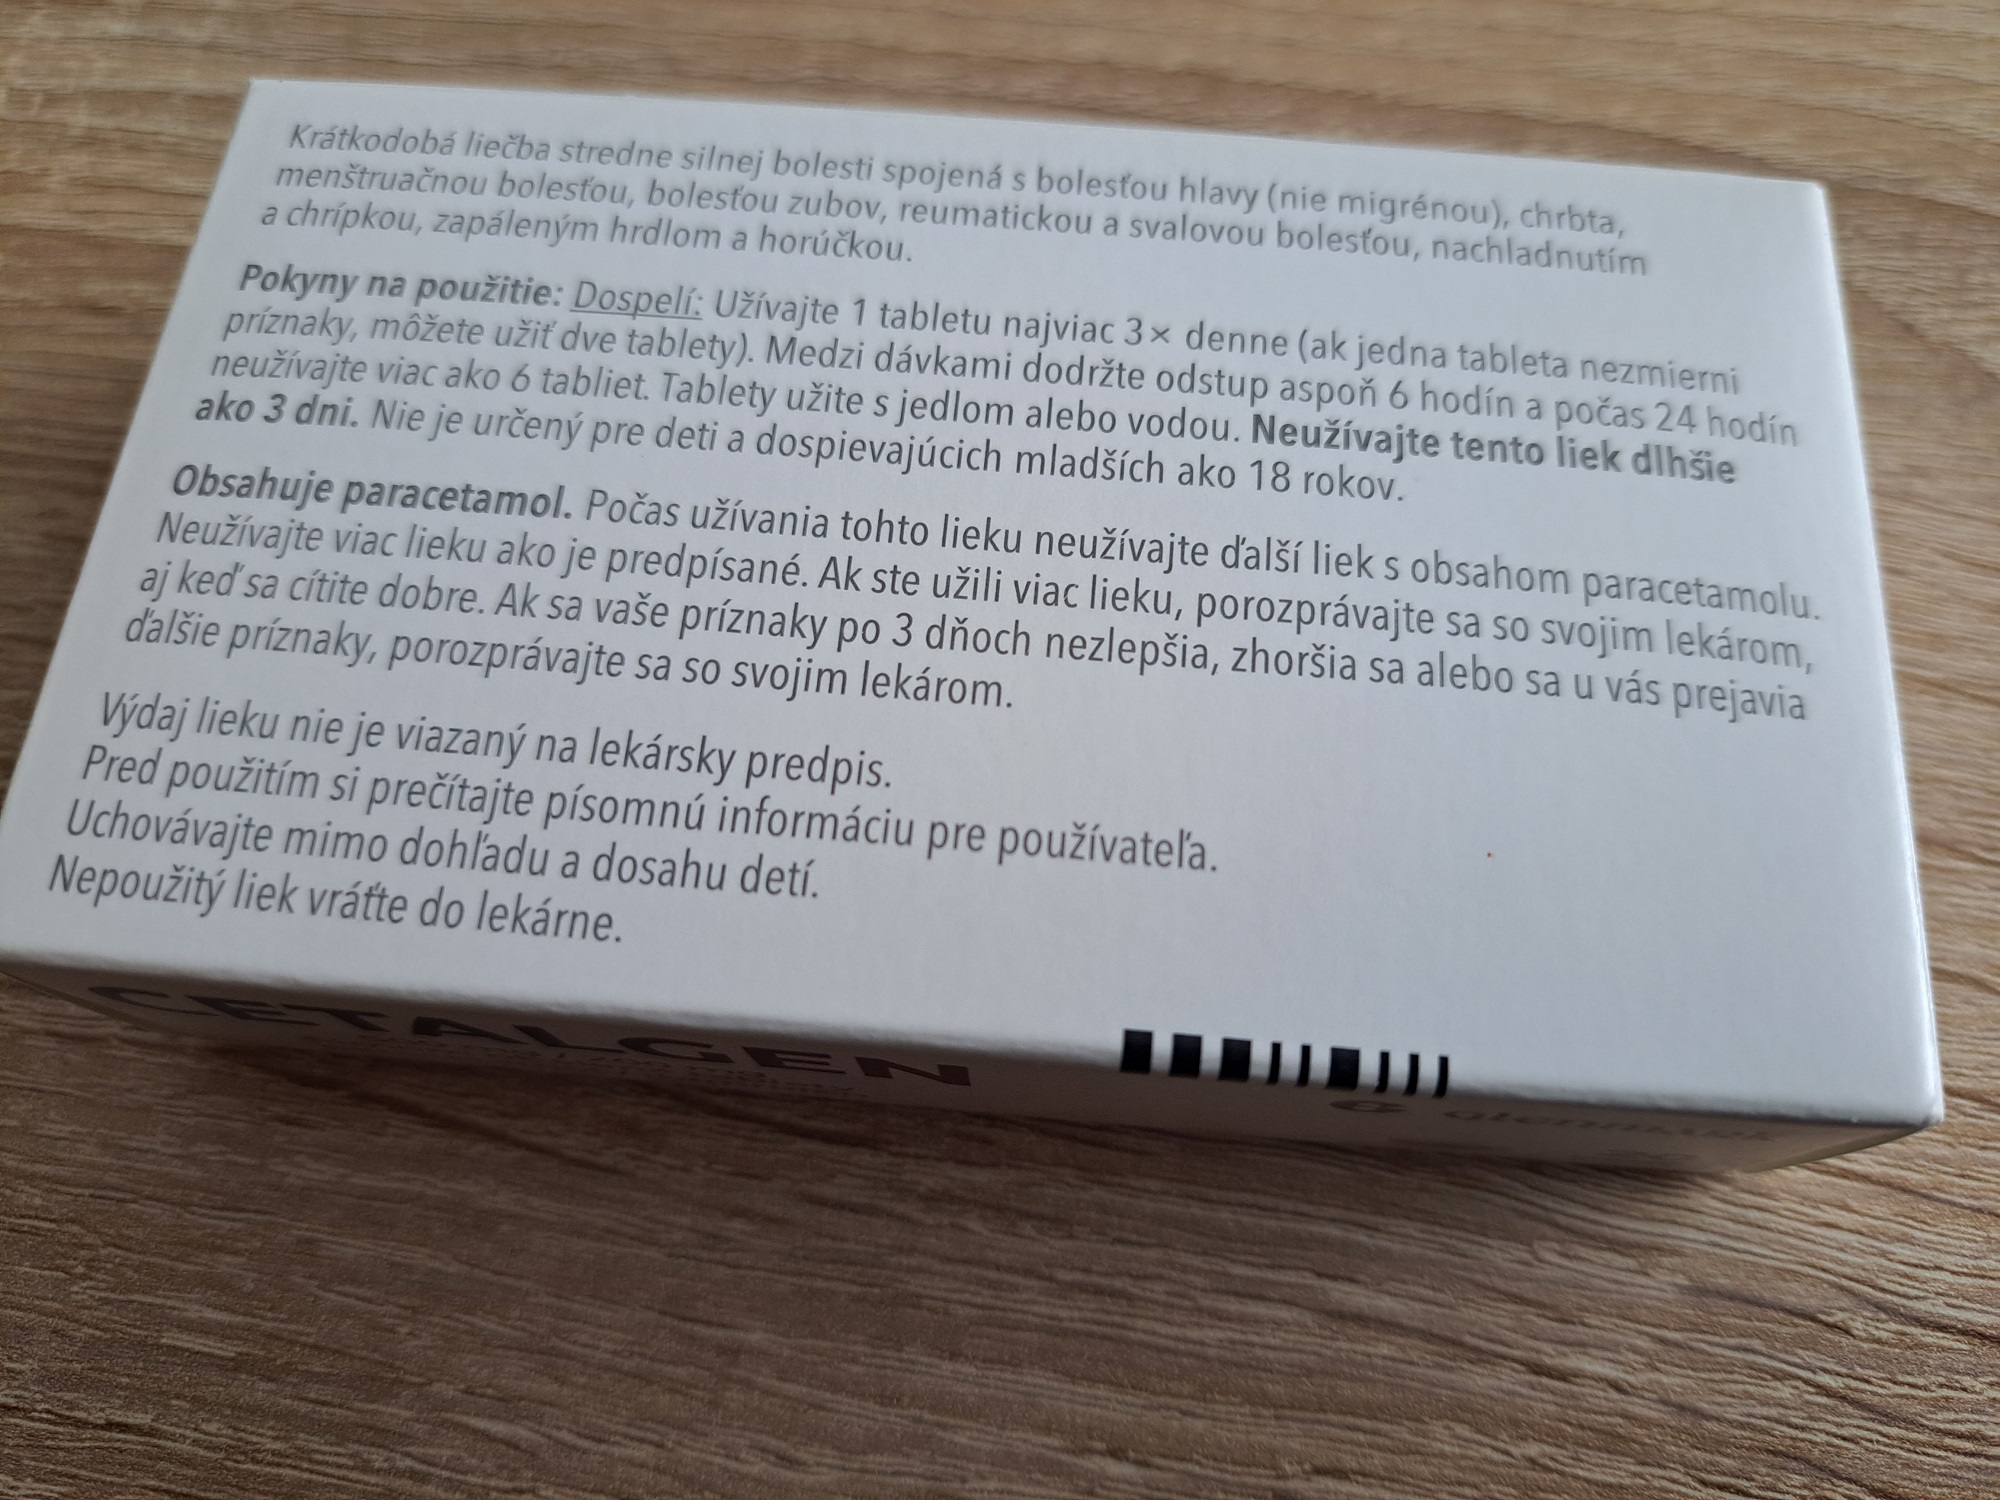 Krátkodobá liečba stredne silnej bolesti spojená s bolesťou hlavy (nie migrénou), chrbta,
menštruačnou bolesťou, bolesťou zubov, reumatickou a svalovou bolesťou, nachladnutím
a chrípkou, zapáleným hrdlom a horúčkou.
Pokyny na použitie: Dospelí: Užívajte 1 tabletu najviac 3× denne (ak jedna tableta nezmierni
príznaky, môžete užiť dve tablety). Medzi dávkami dodržte odstup aspoň 6 hodín a počas 24 hodín
neužívajte viac ako 6 tabliet. Tablety užite s jedlom alebo vodou. Neužívajte tento liek dlhšie
ako 3 dni. Nie je určený pre deti a dospievajúcich mladších ako 18 rokov.
Obsahuje paracetamol. Počas užívania tohto lieku neužívajte ďalší liek s obsahom paracetamolu.
Neužívajte viac lieku ako je predpísané. Ak ste užili viac lieku, porozprávajte sa so svojim lekárom,
aj keď sa cítite dobre. Ak sa vaše príznaky po 3 dňoch nezlepšia, zhoršia sa alebo sa u vás prejavia
ďalšie príznaky, porozprávajte sa so svojim lekárom.
Výdaj lieku nie je viazaný na lekársky predpis.
Pred použitím si prečítajte písomnú informáciu pre používateľa.
Uchovávajte mimo dohľadu a dosahu detí.
Nepoužitý liek vráťte do lekárne.
CETALGEN
glenmark